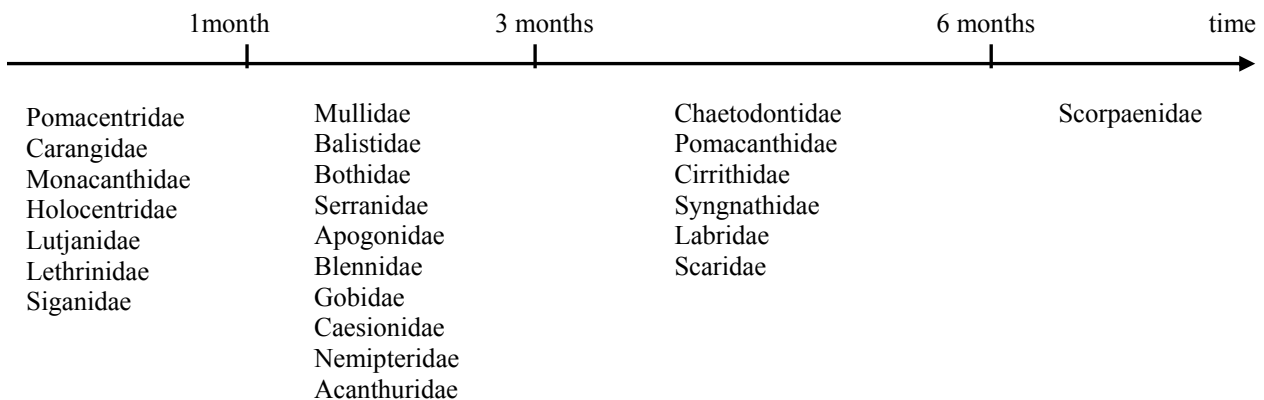 1month 3 months 6 months time
Pomacentridae
Carangidae
Monacanthidae
Holocentridae
Lutjanidae
Lethrinidae
Siganidae
Mullidae
Balistidae
Bothidae
Serranidae
Apogonidae
Blennidae
Gobidae
Caesionidae
Nemipteridae
Acanthuridae
Chaetodontidae
Pomacanthidae
Cirrithidae
Syngnathidae
Labridae
Scaridae
Scorpaenidae